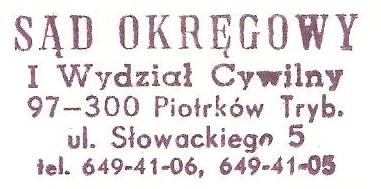 SĄD OKRĘGOWY
I Wydział Cywilny
97-300 Piotrków Tryb.
ul. Słowackiego 5
tel. 649-41-06, 649-41-05